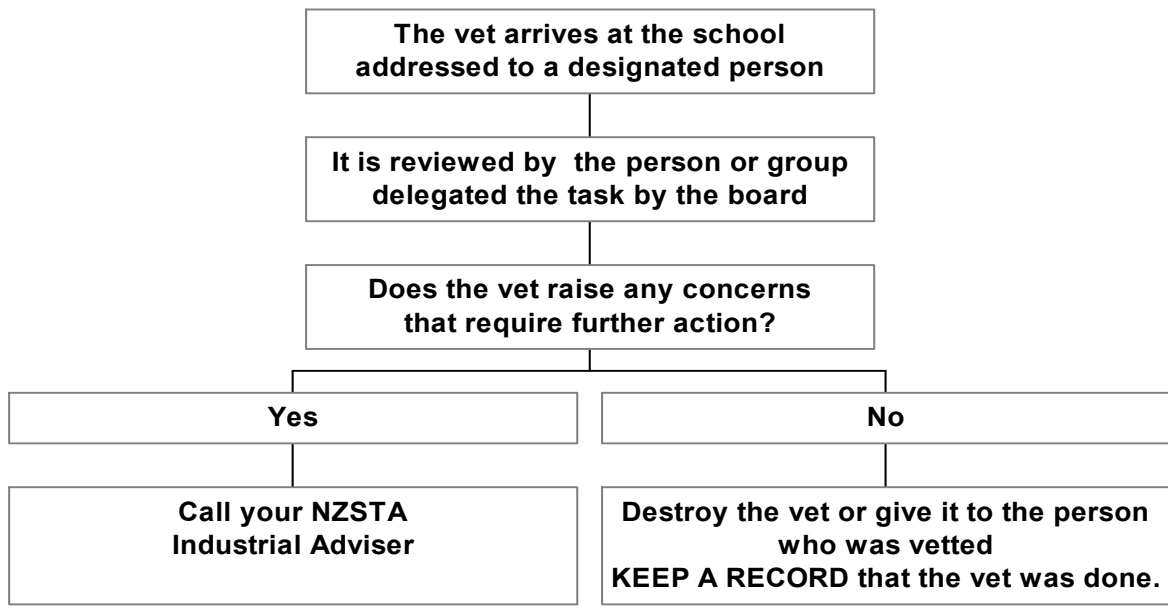 The vet arrives at the school
addressed to a designated person
It is reviewed by the person or group
delegated the task by the board
Does the vet raise any concerns
that require further action?
Yes
No
Call your NZSTA
Industrial Adviser
Destroy the vet or give it to the person
who was vetted
KEEP A RECORD that the vet was done.